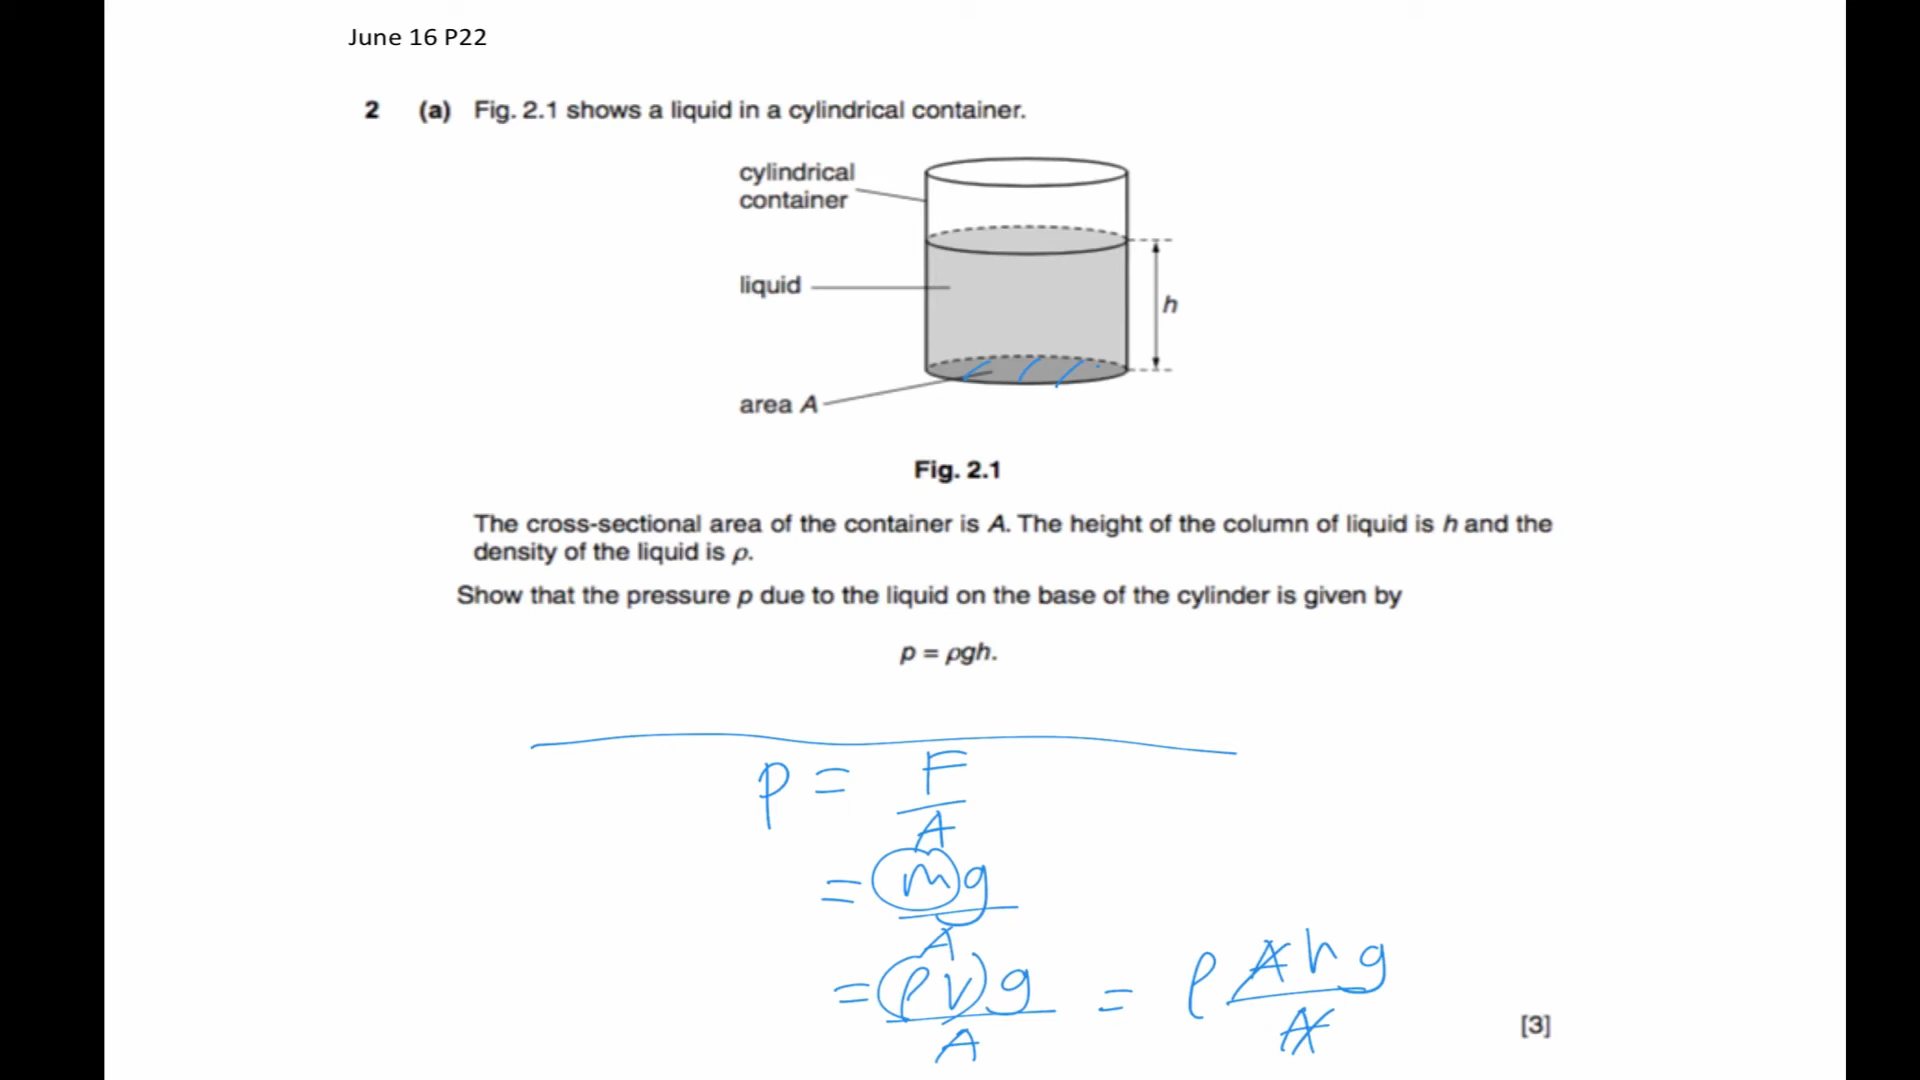 June 16 P22
2 (a) Fig. 2.1 shows a liquid in a cylindrical container.
cylindrical
container
liquid
h
area A
Fig. 2.1
The cross-sectional area of the container is A. The height of the column of liquid is h and the
density of the liquid is ρ.
Show that the pressure p due to the liquid on the base of the cylinder is given by
p = ρgh.
p = F
A
= mg
A
= (ρV)g = ρ Ahg
A A
[3]